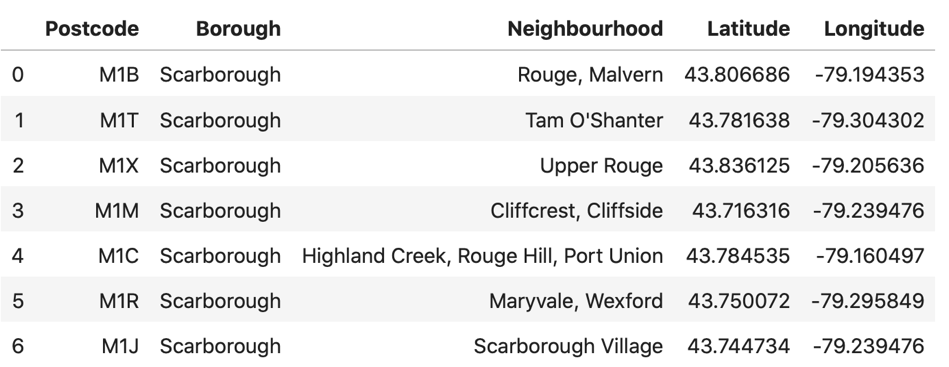 Postcode Borough Neighbourhood Latitude Longitude
0 M1B Scarborough Rouge, Malvern 43.806686 -79.194353
1 M1T Scarborough Tam O'Shanter 43.781638 -79.304302
2 M1X Scarborough Upper Rouge 43.836125 -79.205636
3 M1M Scarborough Cliffcrest, Cliffside 43.716316 -79.239476
4 M1C Scarborough Highland Creek, Rouge Hill, Port Union 43.784535 -79.160497
5 M1R Scarborough Maryvale, Wexford 43.750072 -79.295849
6 M1J Scarborough Scarborough Village 43.744734 -79.239476